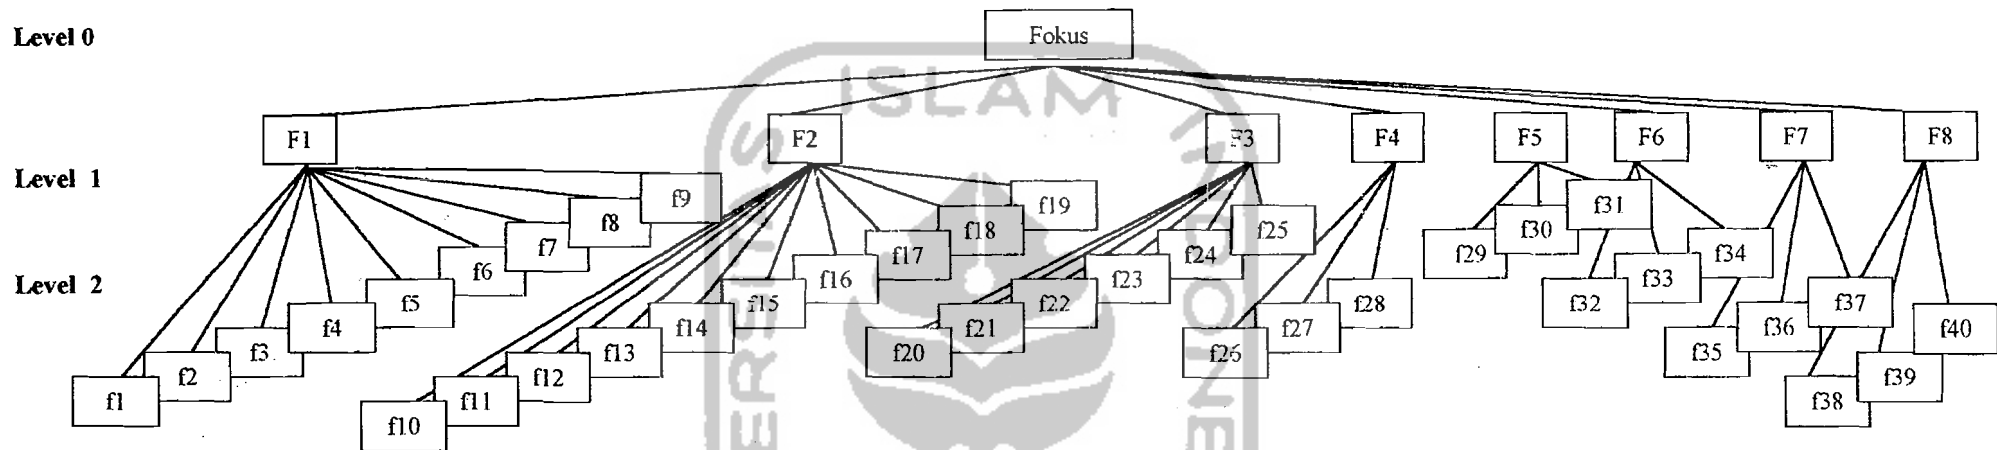 Level 0
Fokus
F1 F2 F3 F4 F5 F6 F7 F8
Level 1
f1 f2 f3 f4 f5 f6 f7 f8 f9
f10 f11 f12 f13 f14 f15 f16 f17 f18 f19
f20 f21 f22 f23 f24 f25
f26 f27 f28
f29 f30 f31
f32 f33 f34
f35 f36 f37
f38 f39 f40
Level 2
ISLAM